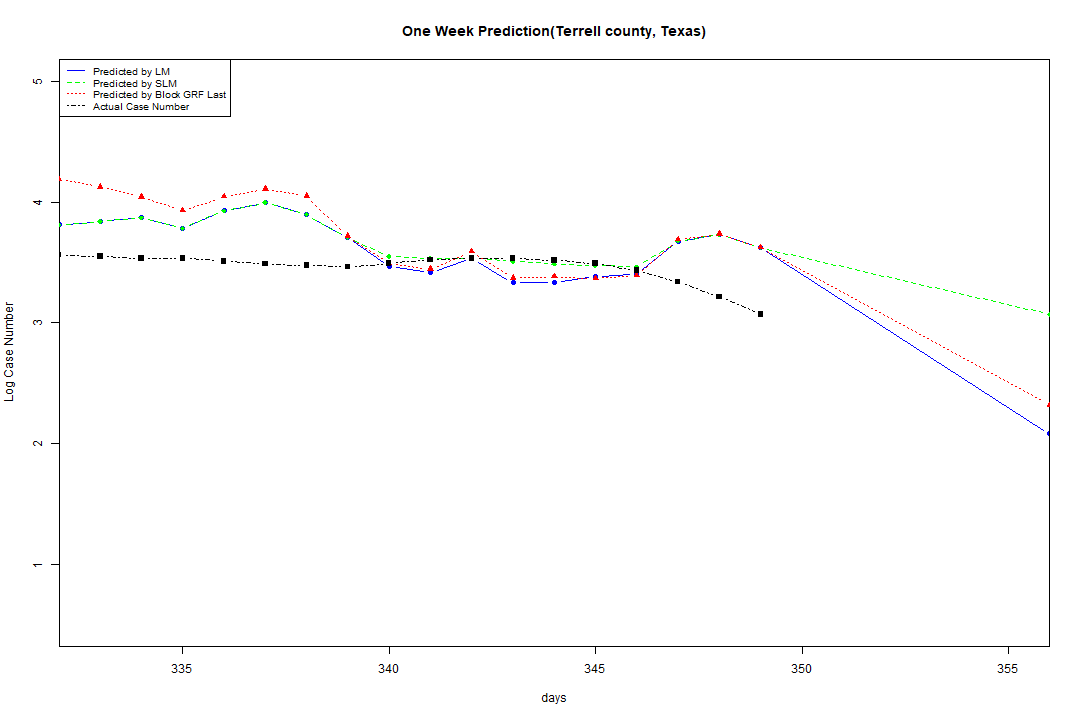 One Week Prediction(Terrell county, Texas)
Predicted by LM
Predicted by SLM
Predicted by Block GRF Last
Actual Case Number
5
4
3
2
1
Log Case Number
335 340 345 350 355
days